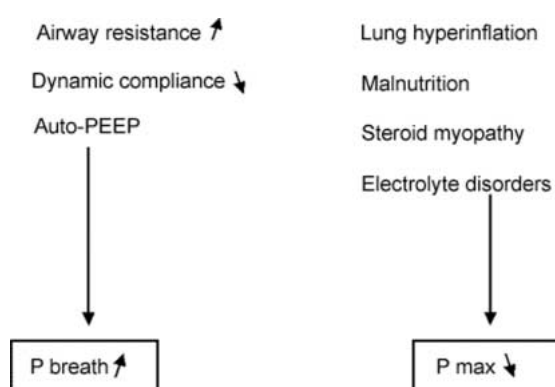 Airway resistance ↗
Dynamic compliance ↘
Auto-PEEP
P breath ↗
Lung hyperinflation
Malnutrition
Steroid myopathy
Electrolyte disorders
P max ↘